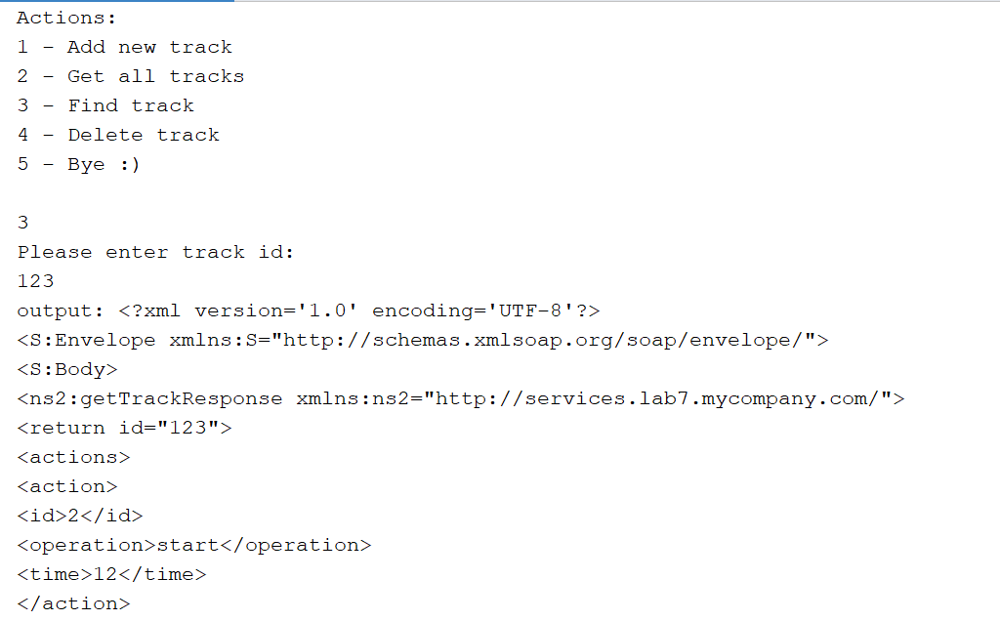 Actions:
1 - Add new track
2 - Get all tracks
3 - Find track
4 - Delete track
5 - Bye :)
3
Please enter track id:
123
output: <?xml version='1.0' encoding='UTF-8'?>
<S:Envelope xmlns:S="http://schemas.xmlsoap.org/soap/envelope/">
<S:Body>
<ns2:getTrackResponse xmlns:ns2="http://services.lab7.mycompany.com/">
<return id="123">
<actions>
<action>
<id>2</id>
<operation>start</operation>
<time>12</time>
</action>